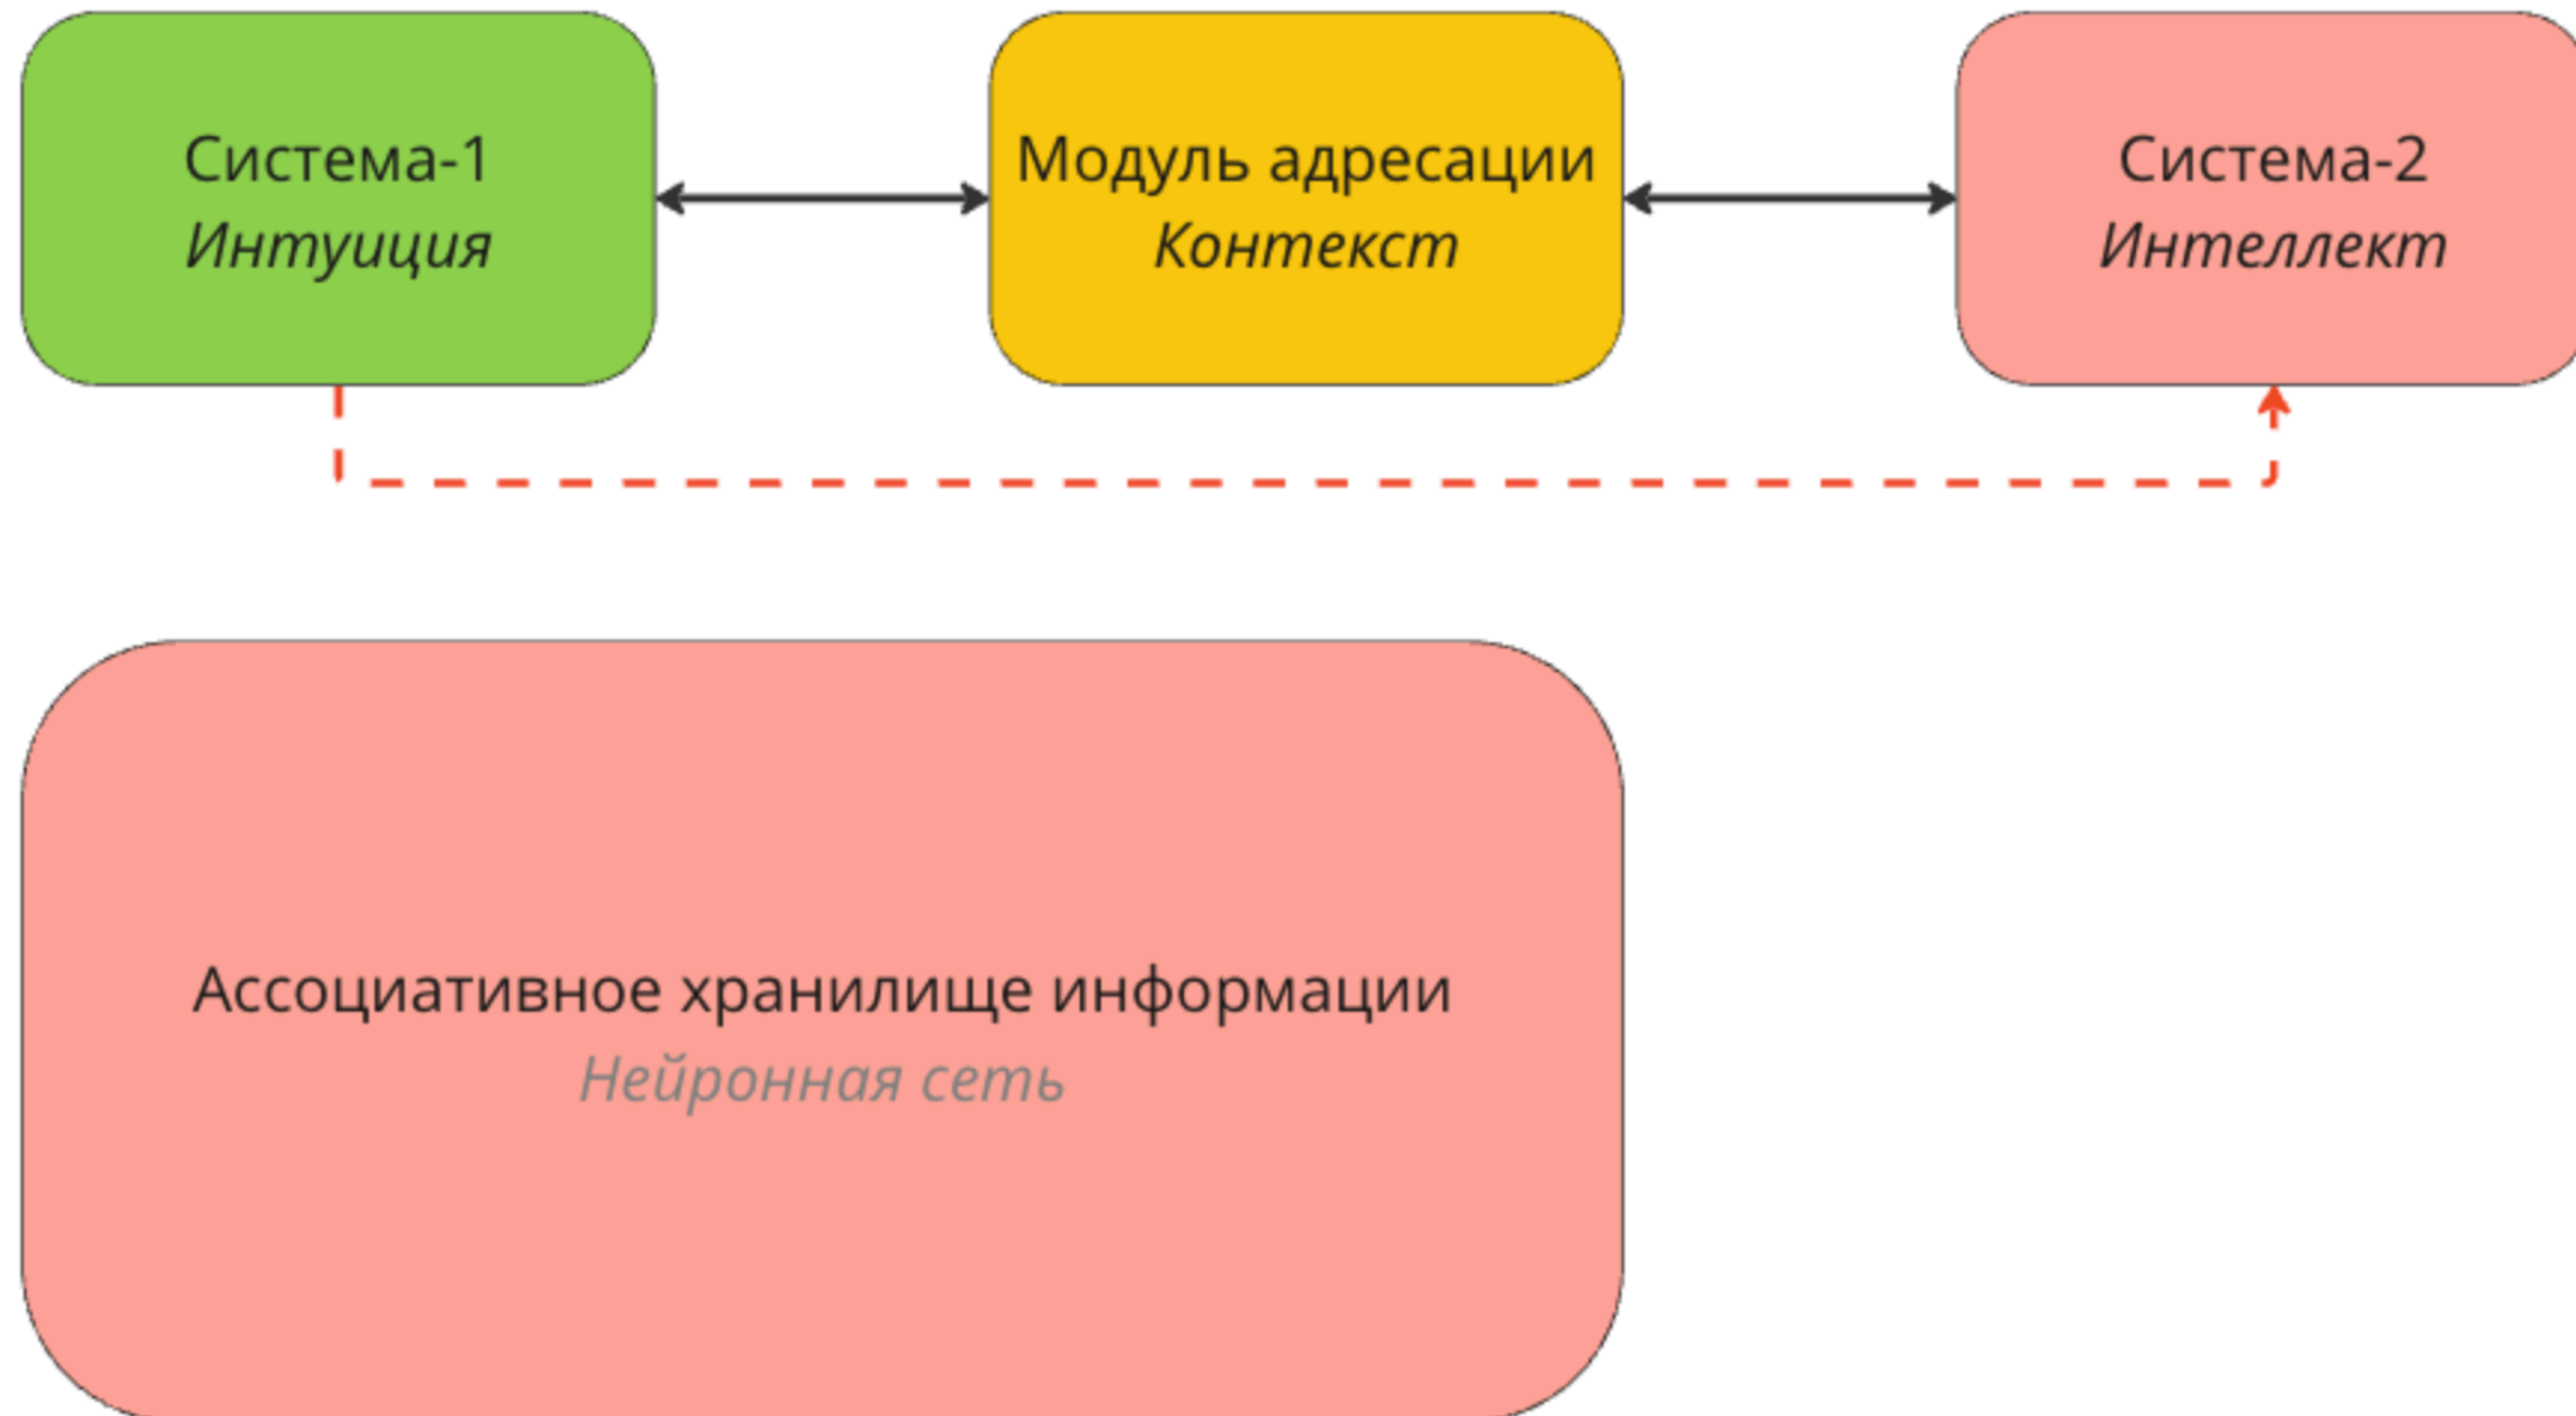 Система-1
Интуиция
Модуль адресации
Контекст
Система-2
Интеллект
Ассоциативное хранилище информации
Нейронная сеть